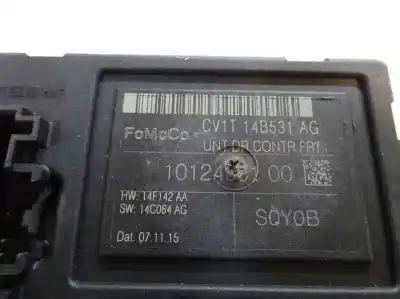 FoMoCo
CV1T 14B531 AG
UNT DR CONTR FRT
00
HW: 14F142 AA
SW: 14C064 AG
SQY0B
Dat. 07.11.15